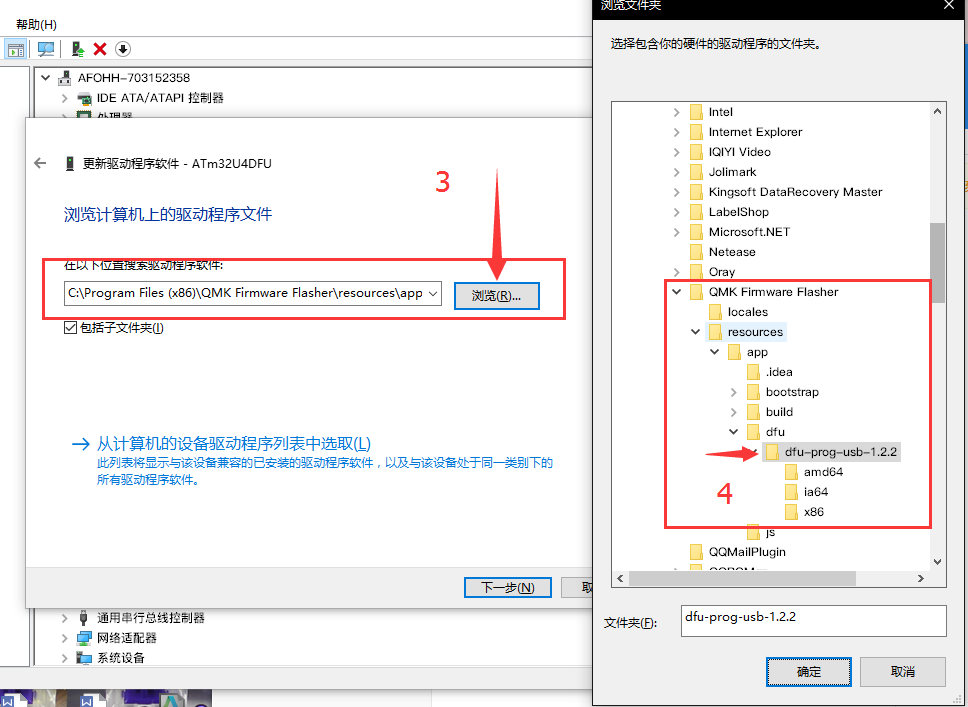 帮助(H)
AFOHH-703152358
IDE ATA/ATAPI 控制器
处理器
更新驱动程序软件 - ATm32U4DFU
浏览计算机上的驱动程序文件
3
在以下位置搜索驱动程序软件:
C:\Program Files (x86)\QMK Firmware Flasher\resources\app
浏览(R)...
包括子文件夹(I)
从计算机的设备驱动程序列表中选取(L)
此列表将显示与该设备兼容的已安装的驱动程序软件，以及与该设备处于同一类别下的
所有驱动程序软件。
下一步(N)
通用串行总线控制器
网络适配器
系统设备
浏览文件夹
选择包含你的硬件的驱动程序的文件夹。
Intel
Internet Explorer
IQIYI Video
Jolimark
Kingsoft DataRecovery Master
LabelShop
Microsoft.NET
Netease
Oray
QMK Firmware Flasher
locales
resources
app
.idea
bootstrap
build
dfu
dfu-prog-usb-1.2.2
4
amd64
ia64
x86
js
QQMailPlugin
文件夹(F):
dfu-prog-usb-1.2.2
确定
取消